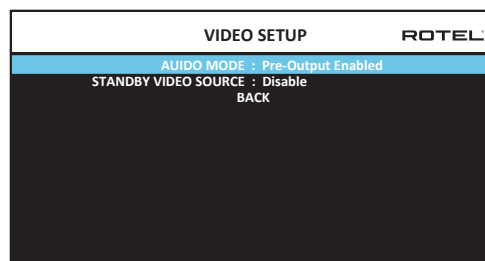 VIDEO SETUP ROTEL
AUIDO MODE : Pre-Output Enabled
STANDBY VIDEO SOURCE : Disable
BACK